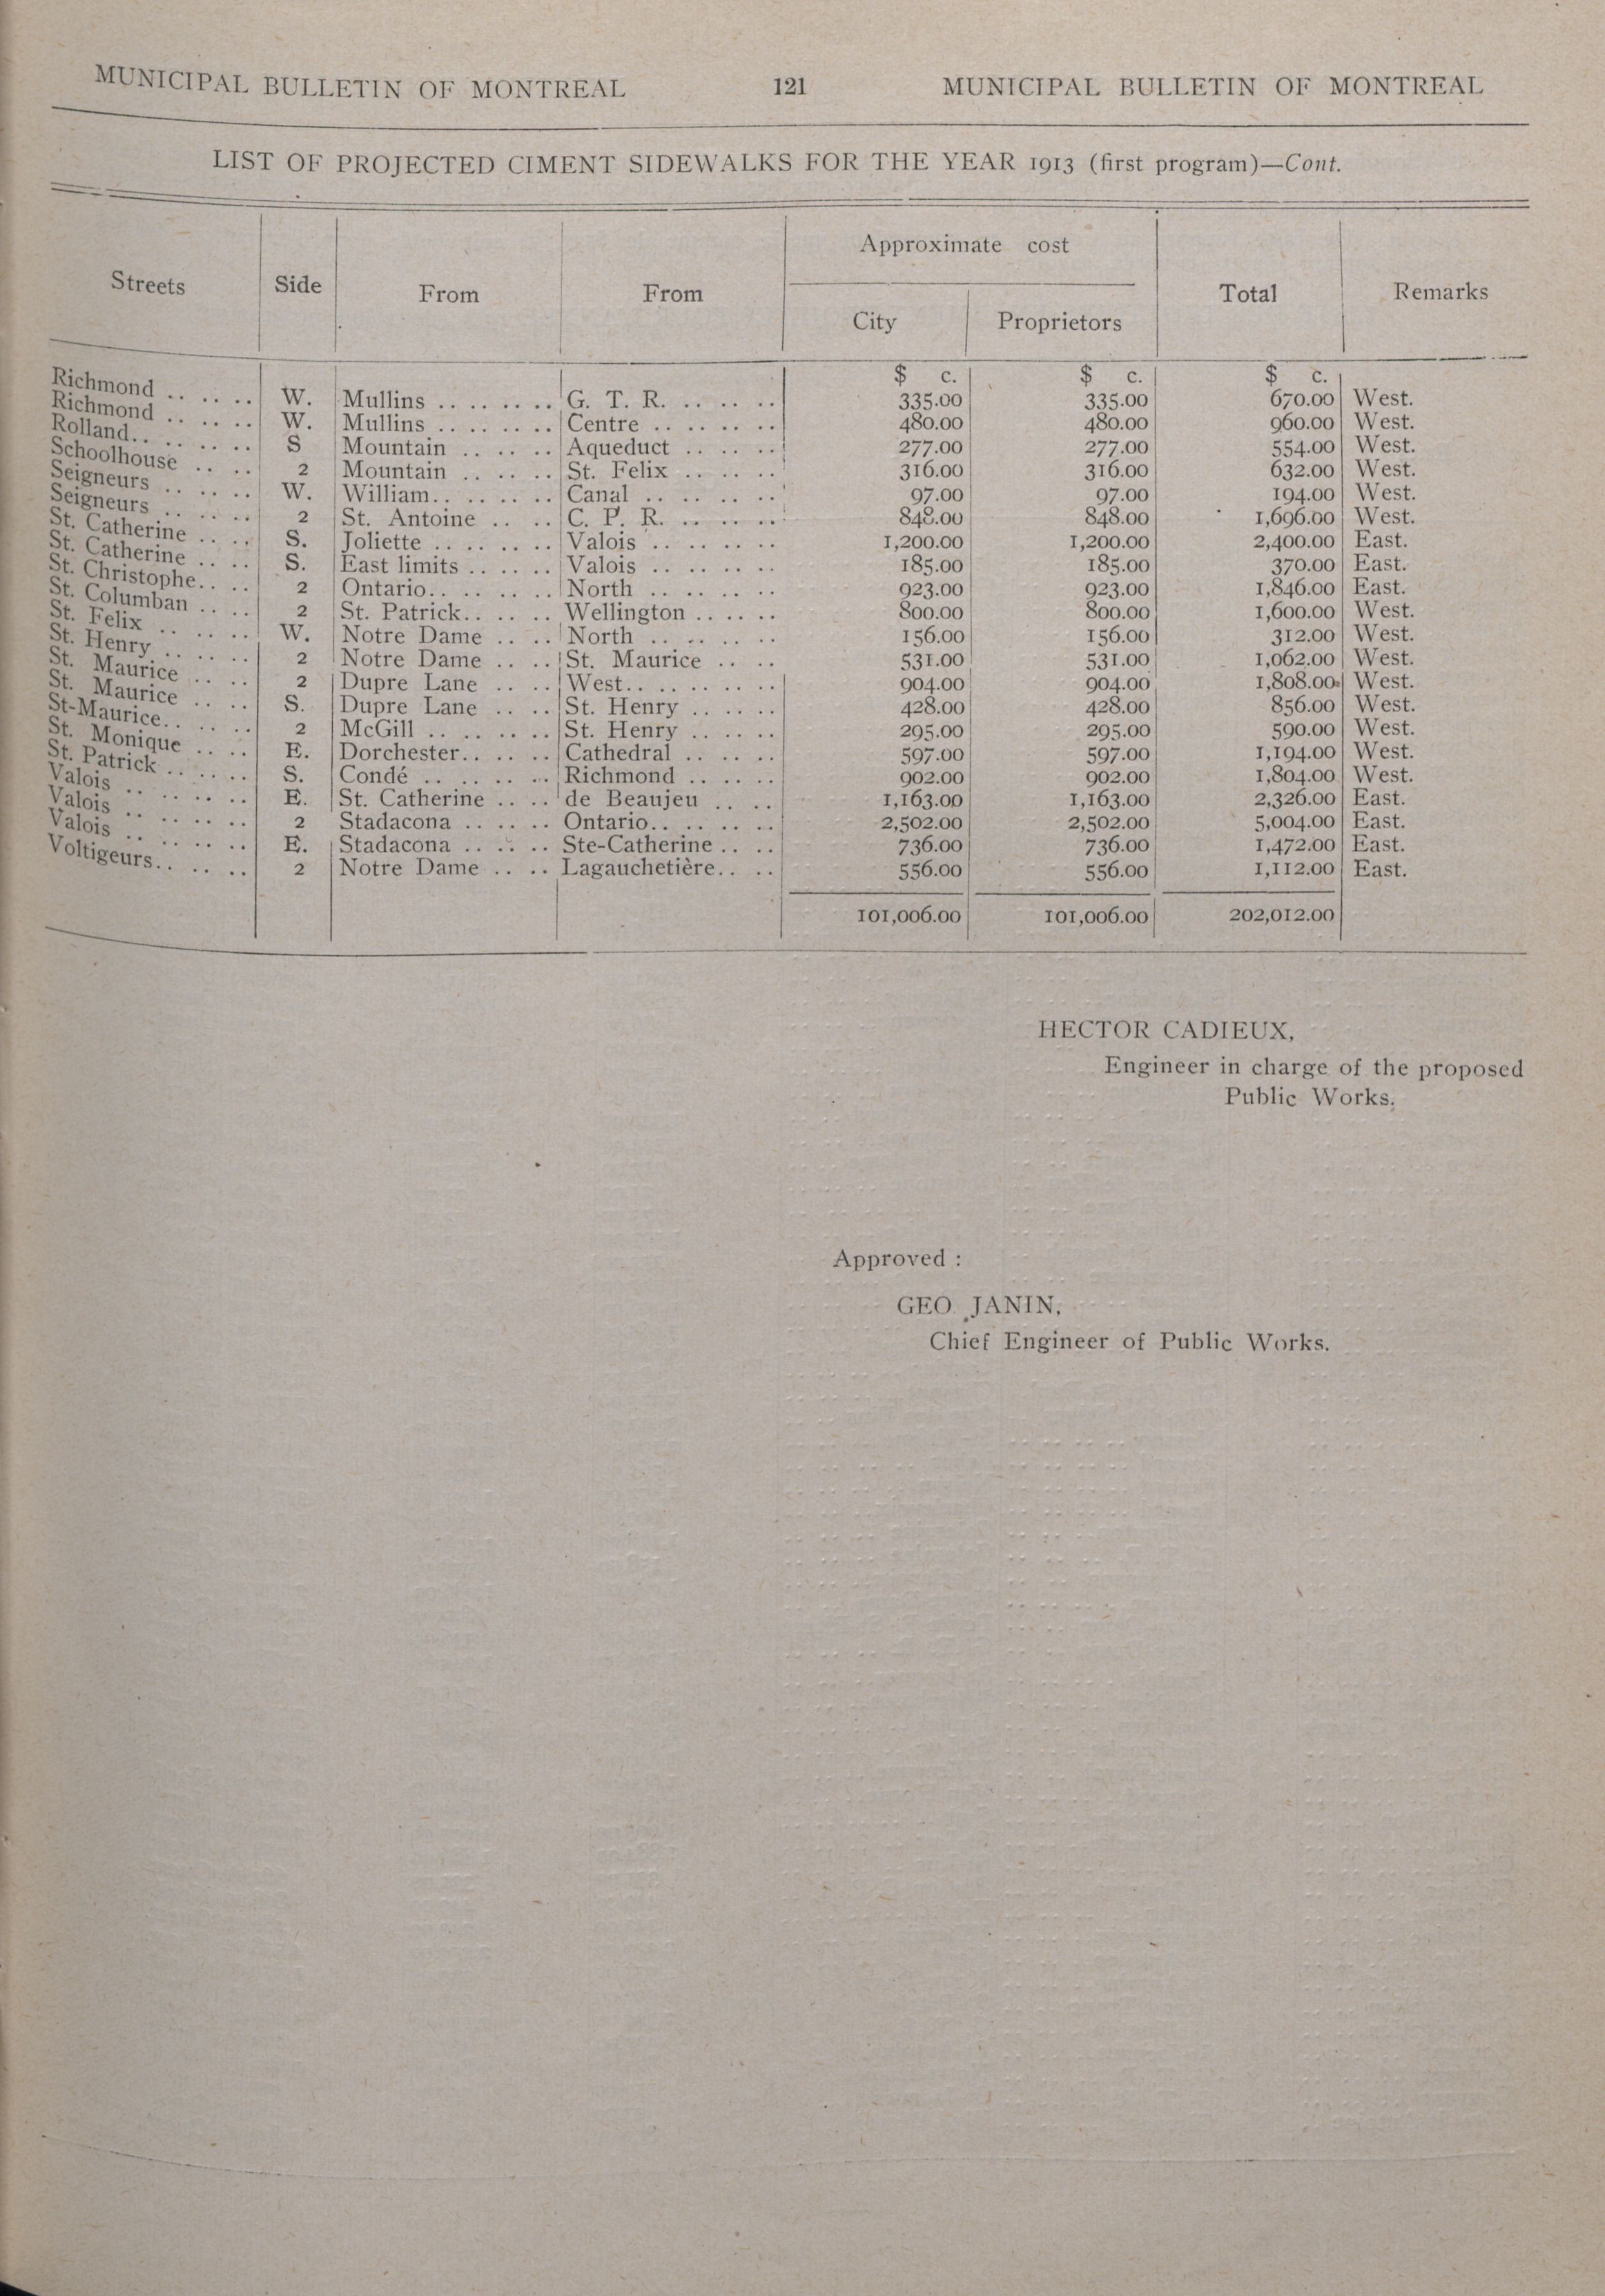 MUNICIPAL BULLETIN OF MONTREAL 121 MUNICIPAL BULLETIN OF MONTREAL
LIST OF PROJECTED CIMENT SIDEWALKS FOR THE YEAR 1913 (first program)—Cont.
Streets Side From From Approximate cost Total Remarks
City Proprietors
$ c. $ c. $ c.
Richmond .. .. .. W. Mullins .. .. .. .. G. T. R. .. .. .. 335.00 335.00 670.00 West.
Richmond .. .. .. W. Mullins .. .. .. .. Centre .. .. .. .. 480.00 480.00 960.00 West.
Rolland.. .. .. .. S Mountain .. .. .. Aqueduct .. .. .. 277.00 277.00 554.00 West.
Schoolhouse .. .. 2 Mountain .. .. .. St. Felix .. .. .. 316.00 316.00 632.00 West.
Seigneurs .. .. .. W. William.. .. .. .. Canal .. .. .. .. 97.00 97.00 194.00 West.
Seigneurs .. .. .. 2 St. Antoine .. .. C. P. R. .. .. .. 848.00 848.00 1,696.00 West.
St. Catherine .. .. S. Joliette .. .. .. .. Valois .. .. .. .. 1,200.00 1,200.00 2,400.00 East.
St. Catherine .. .. S. East limits .. .. .. Valois .. .. .. .. 185.00 185.00 370.00 East.
St. Christophe.. .. 2 Ontario.. .. .. .. North .. .. .. .. 923.00 923.00 1,846.00 East.
St. Columban .. .. 2 St. Patrick.. .. .. Wellington .. .. .. 800.00 800.00 1,600.00 West.
St. Felix .. .. .. W. Notre Dame .. .. North .. .. .. .. 156.00 156.00 312.00 West.
St. Henry .. .. .. 2 Notre Dame .. .. St. Maurice .. .. 531.00 531.00 1,062.00 West.
St. Maurice .. .. 2 Dupre Lane .. .. West.. .. .. .. .. 904.00 904.00 1,808.00 West.
St. Maurice .. .. S. Dupre Lane .. .. St. Henry .. .. .. 428.00 428.00 856.00 West.
St-Maurice.. .. .. 2 McGill .. .. .. .. St. Henry .. .. .. 295.00 295.00 590.00 West.
St. Monique .. .. E. Dorchester.. .. .. Cathedral .. .. .. 597.00 597.00 1,194.00 West.
St. Patrick .. .. .. S. Condé .. .. .. .. Richmond .. .. .. 902.00 902.00 1,804.00 West.
Valois .. .. .. .. E. St. Catherine .. .. de Beaujeu .. .. 1,163.00 1,163.00 2,326.00 East.
Valois .. .. .. .. 2 Stadacona .. .. .. Ontario.. .. .. .. 2,502.00 2,502.00 5,004.00 East.
Valois .. .. .. .. E. Stadacona .. .. .. Ste-Catherine .. .. 736.00 736.00 1,472.00 East.
Voltigeurs.. .. .. 2 Notre Dame .. .. Lagauchetière.. .. 556.00 556.00 1,112.00 East.
101,006.00 101,006.00 202,012.00
HECTOR CADIEUX,
Engineer in charge of the proposed
Public Works.
Approved :
GEO. JANIN,
Chief Engineer of Public Works.